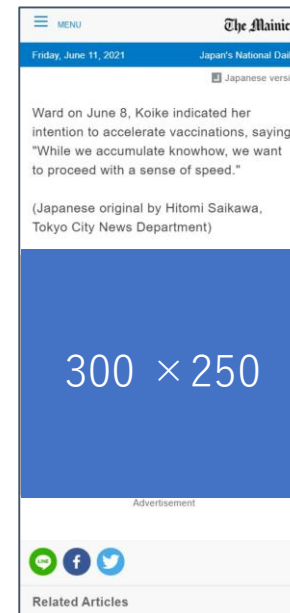 MENU
The Mainic
Friday, June 11, 2021
Japan's National Dail
Japanese versi
Ward on June 8, Koike indicated her
intention to accelerate vaccinations, saying
"While we accumulate knowhow, we want
to proceed with a sense of speed."
(Japanese original by Hitomi Saikawa,
Tokyo City News Department)
300 ×250
Advertisement
LINE
Related Articles